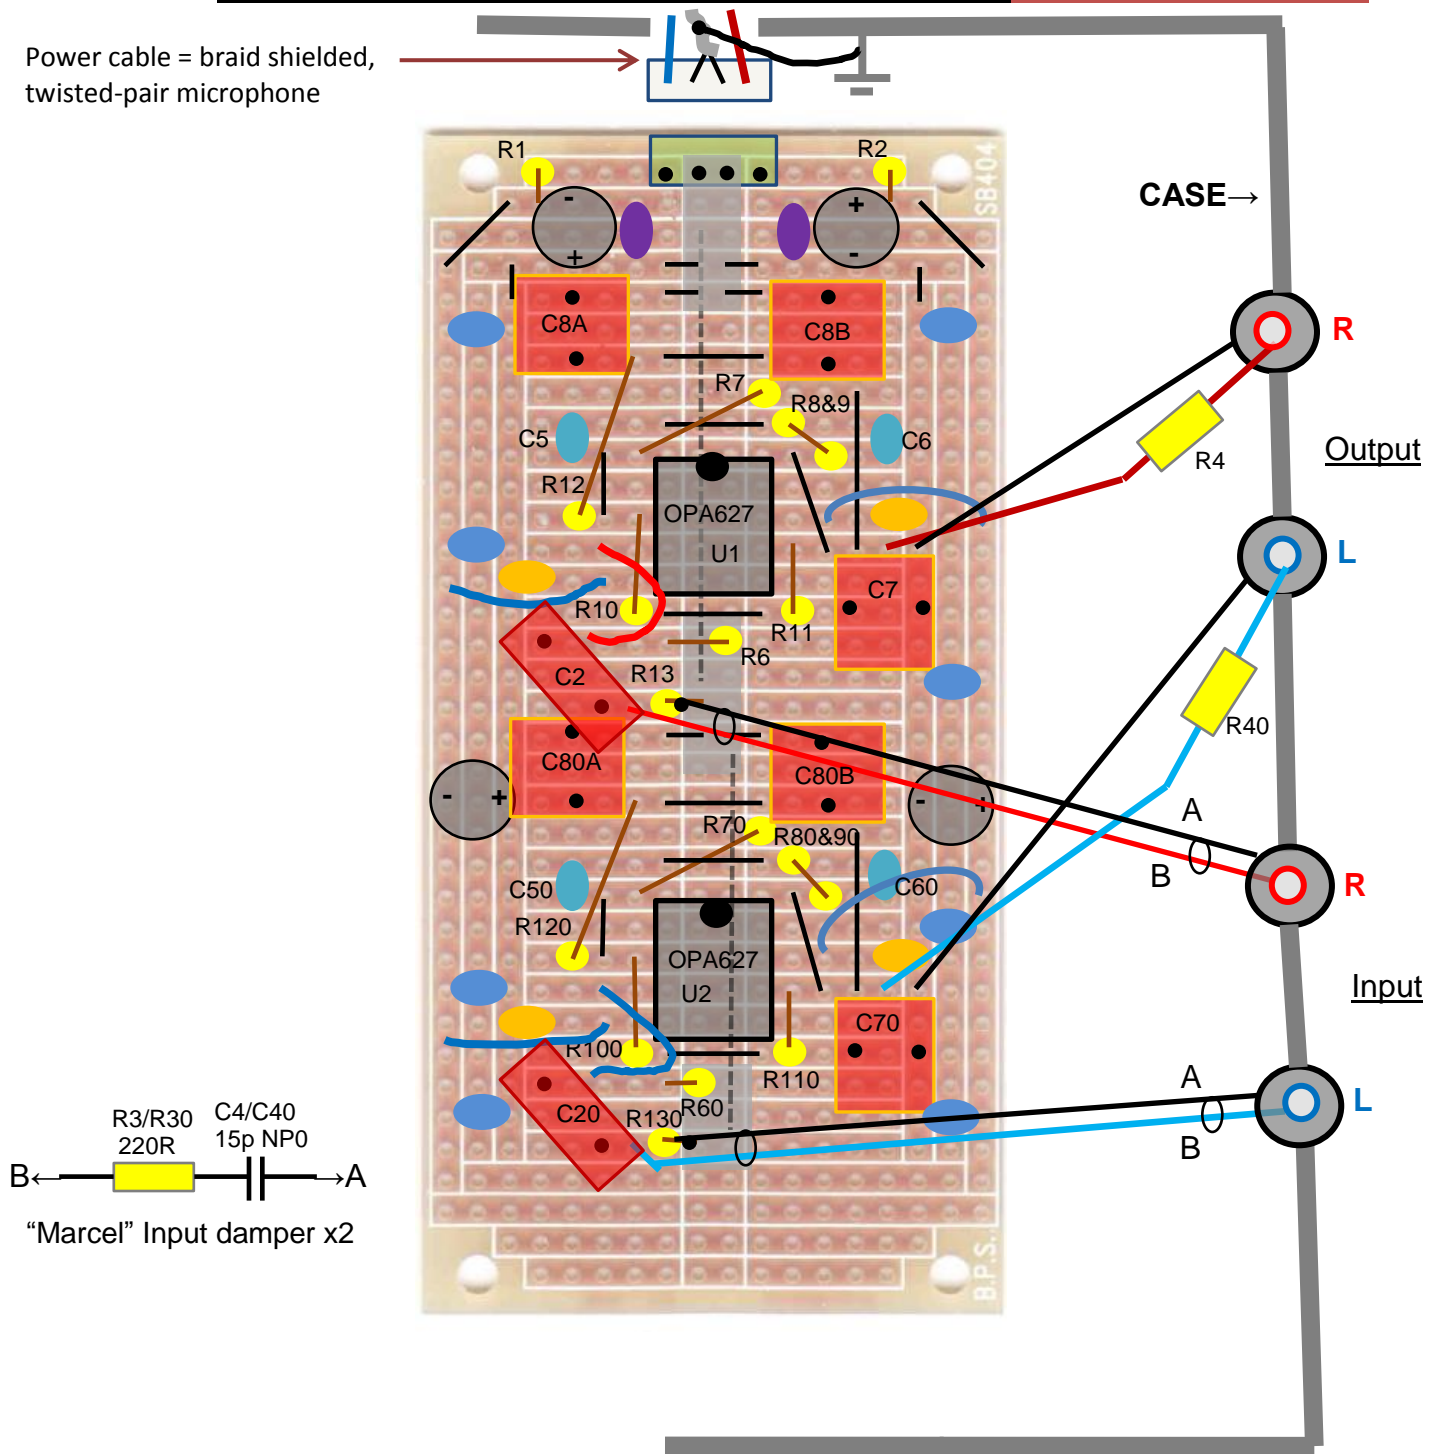 Power cable = braid shielded,
twisted-pair microphone
R1
R2
SB404
CASE→
-
+
+
-
C8A
C8B
R
R7
R8&9
C5
C6
R4
Output
R12
OPA627
U1
L
C7
R10
R11
R6
C2
R13
R40
C80A
C80B
-
+
-
+
A
R70
R80&90
B
R
C50
C60
R120
OPA627
U2
Input
C70
R100
R110
A
L
C20
R130
R60
B
R3/R30
220R
C4/C40
15p NP0
B←
→A
“Marcel” Input damper x2
B.P.S.